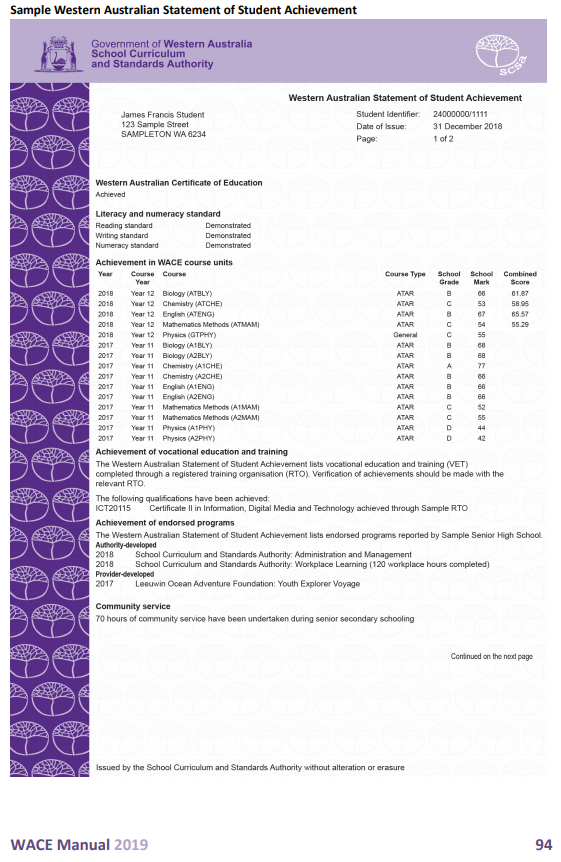 Sample Western Australian Statement of Student Achievement
Government of Western Australia
School Curriculum
and Standards Authority
scsa
Western Australian Statement of Student Achievement
James Francis Student
123 Sample Street
SAMPLETON WA 6234
Student Identifier: 24000000/1111
Date of Issue: 31 December 2018
Page: 1 of 2
Western Australian Certificate of Education
Achieved
Literacy and numeracy standard
Reading standard Demonstrated
Writing standard Demonstrated
Numeracy standard Demonstrated
Achievement in WACE course units
Year Course Year Course Course Type School Grade School Mark Combined Score
2018 Year 12 Biology (ATBLY) ATAR B 66 61.87
2018 Year 12 Chemistry (ATCHE) ATAR C 53 58.95
2018 Year 12 English (ATENG) ATAR B 67 65.57
2018 Year 12 Mathematics Methods (ATMAM) ATAR C 54 55.29
2018 Year 12 Physics (GTPHY) General C 55
2017 Year 11 Biology (A1BLY) ATAR B 68
2017 Year 11 Biology (A2BLY) ATAR B 68
2017 Year 11 Chemistry (A1CHE) ATAR A 77
2017 Year 11 Chemistry (A2CHE) ATAR B 66
2017 Year 11 English (A1ENG) ATAR B 66
2017 Year 11 English (A2ENG) ATAR B 66
2017 Year 11 Mathematics Methods (A1MAM) ATAR C 52
2017 Year 11 Mathematics Methods (A2MAM) ATAR C 55
2017 Year 11 Physics (A1PHY) ATAR D 44
2017 Year 11 Physics (A2PHY) ATAR D 42
Achievement of vocational education and training
The Western Australian Statement of Student Achievement lists vocational education and training (VET)
completed through a registered training organisation (RTO). Verification of achievements should be made with the
relevant RTO.
The following qualifications have been achieved:
ICT20115 Certificate II in Information, Digital Media and Technology achieved through Sample RTO
Achievement of endorsed programs
The Western Australian Statement of Student Achievement lists endorsed programs reported by Sample Senior High School.
Authority-developed
2018 School Curriculum and Standards Authority: Administration and Management
2018 School Curriculum and Standards Authority: Workplace Learning (120 workplace hours completed)
Provider-developed
2017 Leeuwin Ocean Adventure Foundation: Youth Explorer Voyage
Community service
70 hours of community service have been undertaken during senior secondary schooling
Continued on the next page
Issued by the School Curriculum and Standards Authority without alteration or erasure
WACE Manual 2019 94